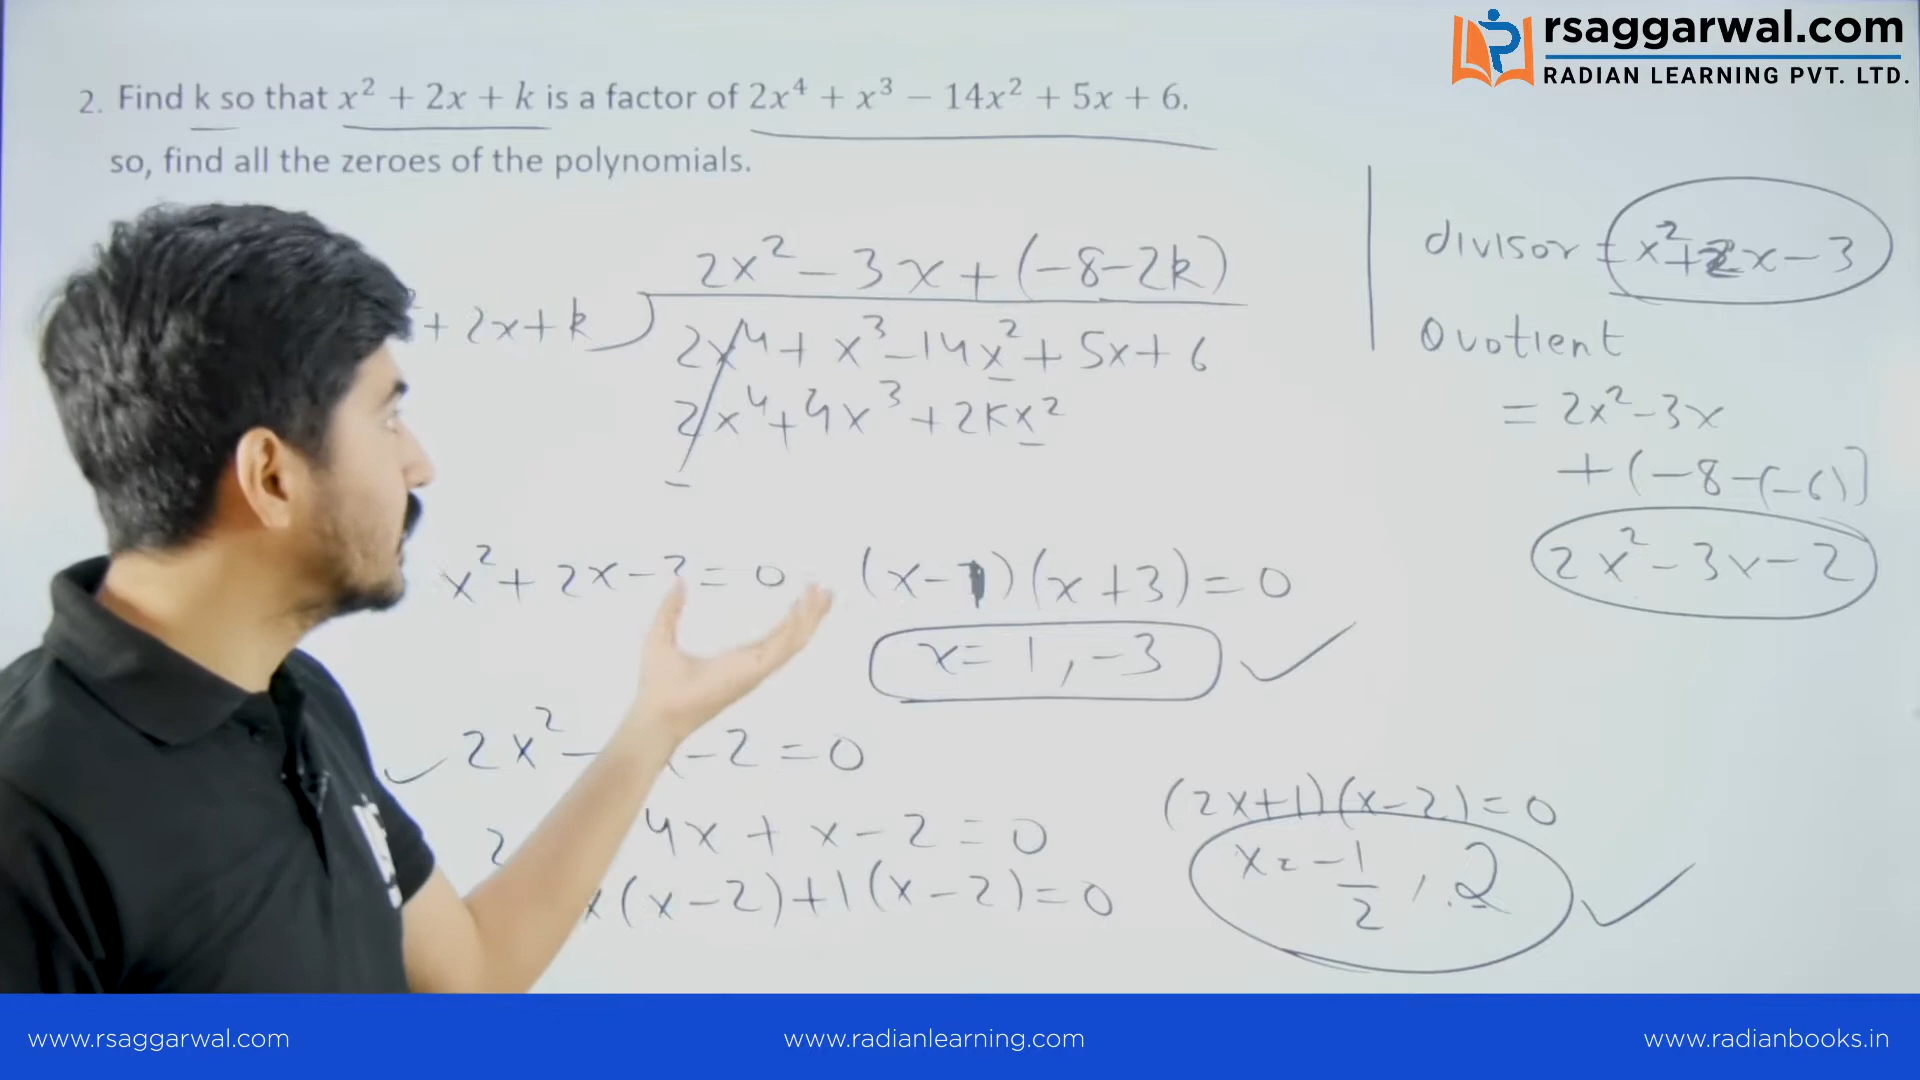 rsaggarwal.com
RADIAN LEARNING PVT. LTD.
2. Find k so that x² + 2x + k is a factor of 2x⁴ + x³ − 14x² + 5x + 6.
so, find all the zeroes of the polynomials.
2x² − 3x + (−8−2k)
+ 2x + k ) 2x⁴ + x³ − 14x² + 5x + 6
2x⁴ + 4x³ + 2kx²
−
x² + 2x − 3 = 0
(x−1)(x+3) = 0
x = 1, −3 ✓
✓ 2x² − x − 2 = 0
2
4x + x − 2 = 0
x(x−2)+1(x−2) = 0
(2x+1)(x−2) = 0
x = −1/2, 2 ✓
divisor = x²+2x−3
Quotient
= 2x²−3x
+ (−8−(−6)]
2x²−3x−2
www.rsaggarwal.com
www.radianlearning.com
www.radianbooks.in